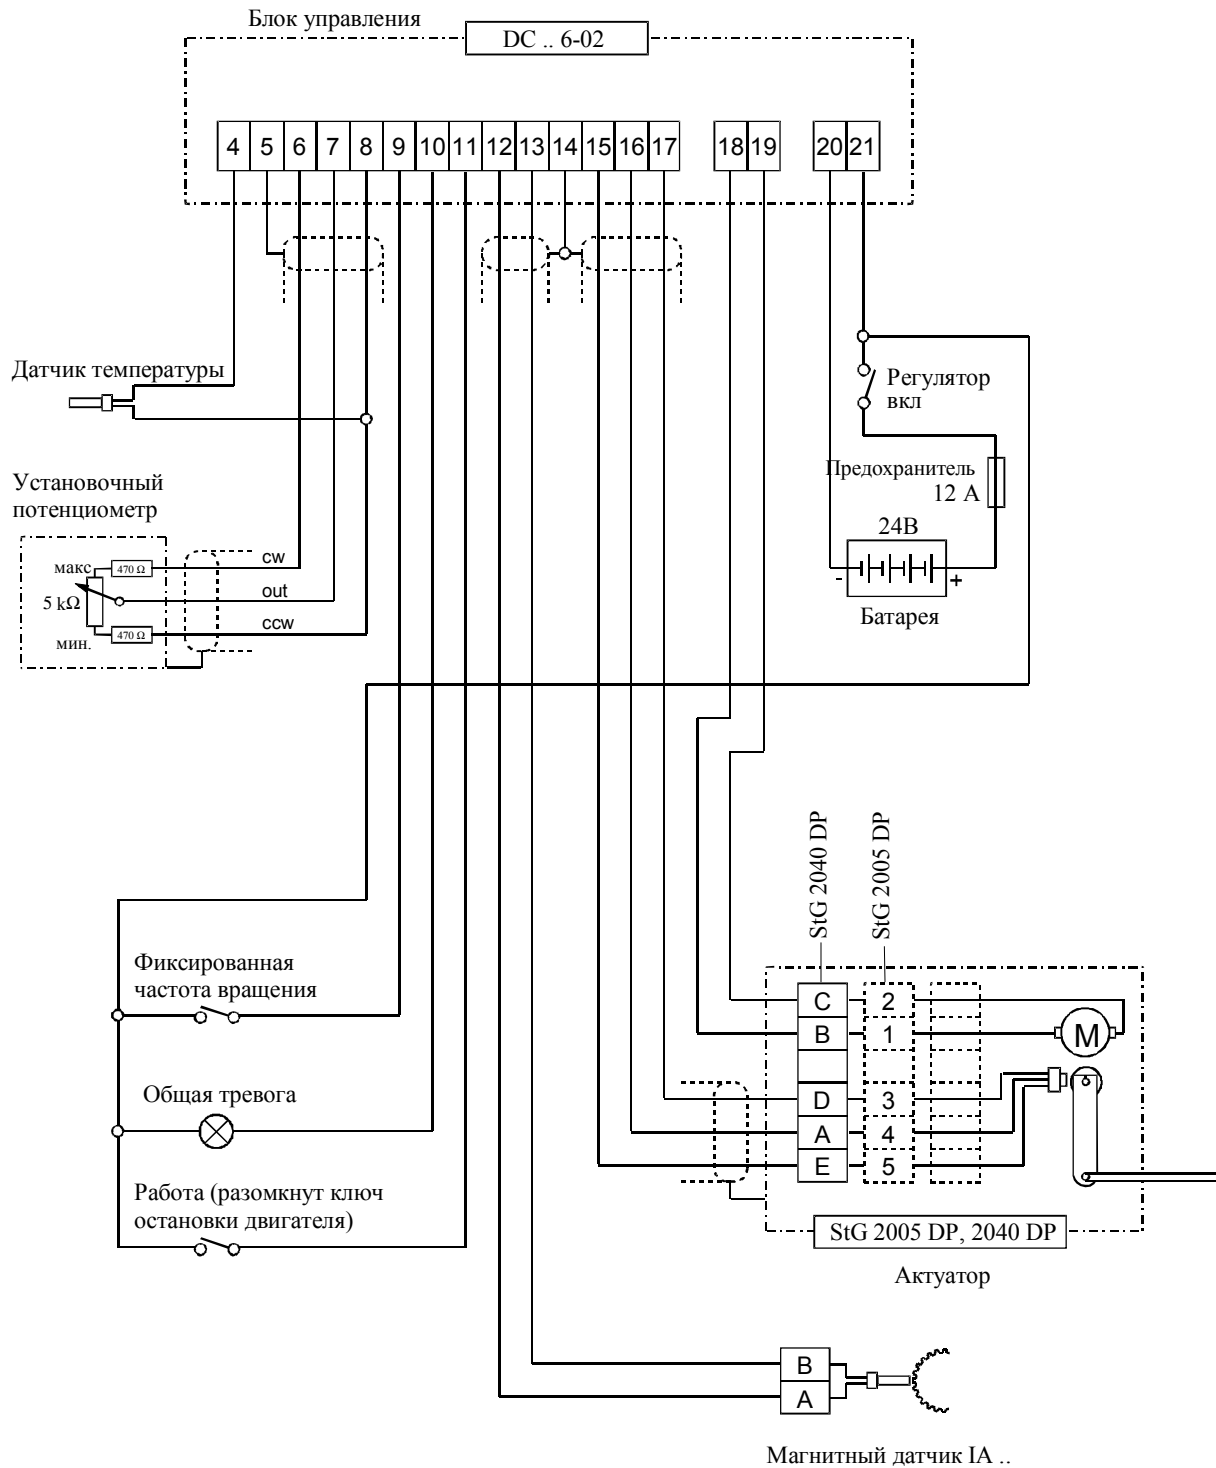 Блок управления
DC .. 6-02
4 5 6 7 8 9 10 11 12 13 14 15 16 17 18 19 20 21
Датчик температуры
Регулятор
вкл
Предохранитель
12 A
24В
- +
Батарея
Установочный
потенциометр
макс
470 Ω
cw
5 kΩ
out
мин.
470 Ω
ccw
StG 2040 DP
StG 2005 DP
Фиксированная
частота вращения
C 2
B 1
M
Общая тревога
D 3
A 4
E 5
Работа (разомкнут ключ
остановки двигателя)
StG 2005 DP, 2040 DP
Актуатор
B
A
Магнитный датчик IA ..